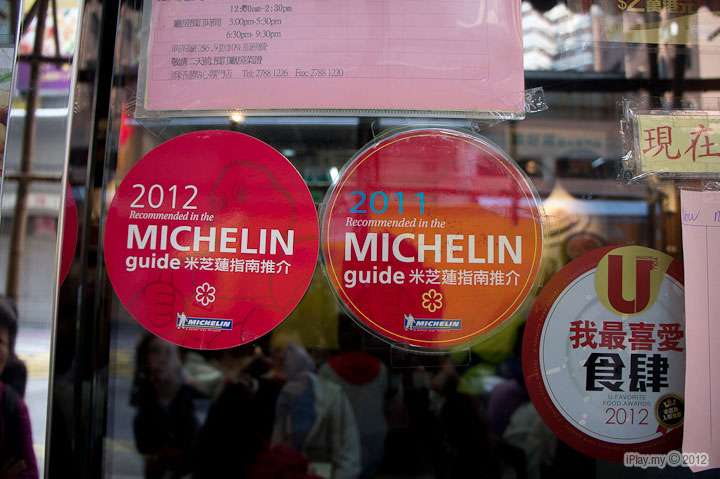 12:00am-2:30pm
3:00pm-5:30pm
6:30pm- 9:30pm
Tel: 2788 1226 Fax: 2788 1220
現在
2012
Recommended in the
MICHELIN
guide 米芝蓮指南推介
MICHELIN
2011
Recommended in the
MICHELIN
guide 米芝蓮指南推介
MICHELIN
U
我最喜愛
食肆
U FAVORITE
FOOD AWARDS
2012
iPlay.my © 2012